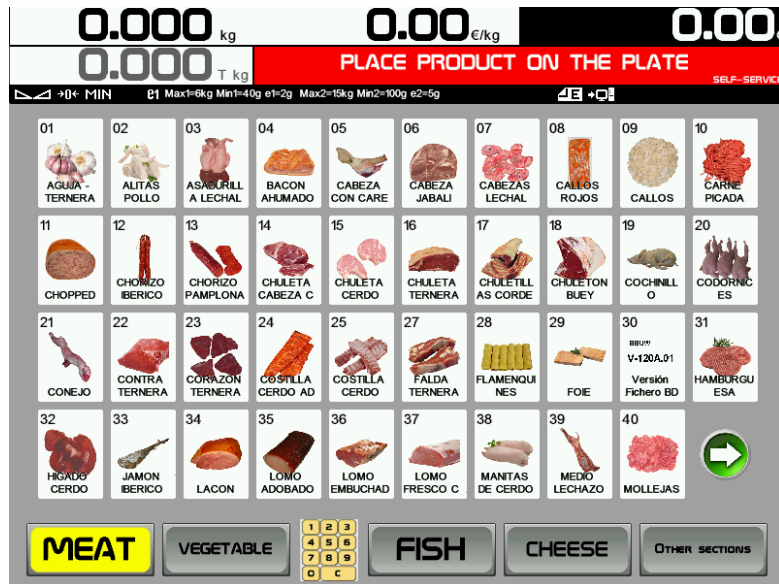 0.000 kg
0.00 €/kg
0.00
0.000 T kg
PLACE PRODUCT ON THE PLATE
SELF-SERVICE
→0← MIN e1 Max1=6kg Min1=40g e1=2g Max2=15kg Min2=100g e2=5g E
01 02 03 04 05 06 07 08 09 10
AGUJA - TERNERA
ALITAS POLLO
ASADURILL A LECHAL
BACON AHUMADO
CABEZA CON CARE
CABEZA JABALI
CABEZAS LECHAL
CALLOS ROJOS
CALLOS
CARNE PICADA
11 12 13 14 15 16 17 18 19 20
CHOPPED
CHORIZO IBERICO
CHORIZO PAMPLONA
CHULETA CABEZA C
CHULETA CERDO
CHULETA TERNERA
CHULETILL AS CORDE
CHULETON BUEY
COCHINILL O
CODORNIC ES
21 22 23 24 25 27 28 29 30 31
CONEJO
CONTRA TERNERA
CORAZON TERNERA
COSTILLA CERDO AD
COSTILLA CERDO
FALDA TERNERA
FLAMENQUI NES
FOIE
BBUW V-120A.01 Versión Fichero BD
HAMBURGU ESA
32 33 34 35 36 37 38 39 40
HIGADO CERDO
JAMON IBERICO
LACON
LOMO ADOBADO
LOMO EMBUCHAD
LOMO FRESCO C
MANITAS DE CERDO
MEDIO LECHAZO
MOLLEJAS
MEAT
VEGETABLE
1 2 3
4 5 6
7 8 9
0 C
FISH
CHEESE
OTHER SECTIONS